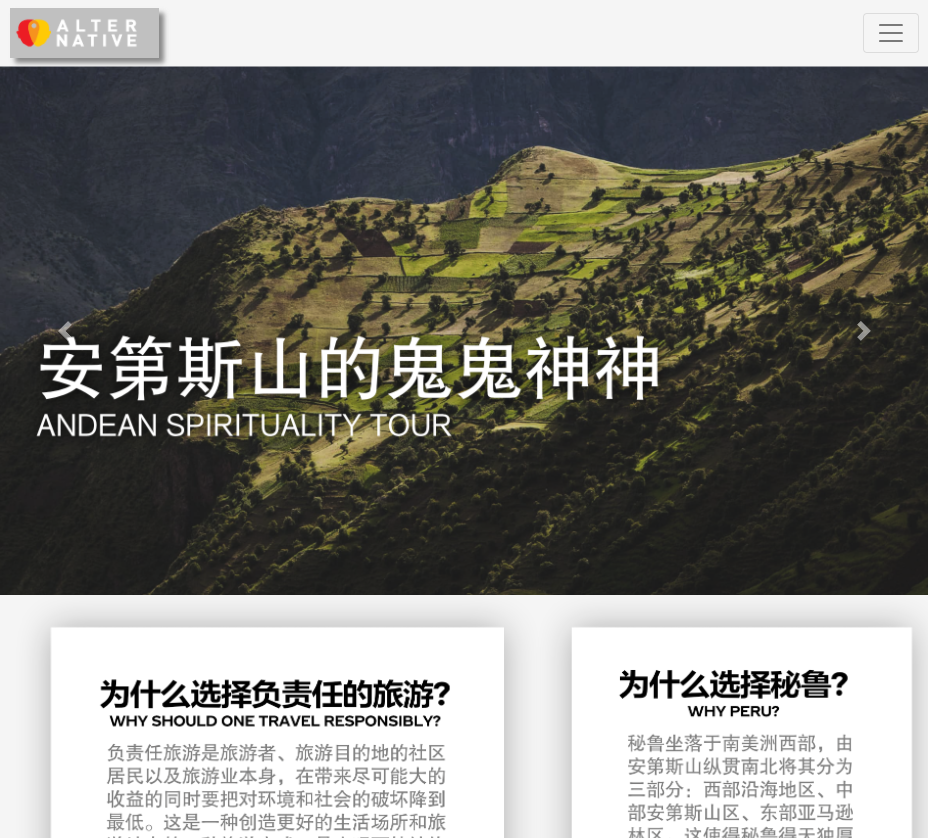 ALTER
NATIVE
安第斯山的鬼鬼神神
ANDEAN SPIRITUALITY TOUR
为什么选择负责任的旅游?
WHY SHOULD ONE TRAVEL RESPONSIBLY?
负责任旅游是旅游者、旅游目的地的社区
居民以及旅游业本身，在带来尽可能大的
收益的同时要把对环境和社会的破坏降到
最低。这是一种创造更好的生活场所和旅
为什么选择秘鲁?
WHY PERU?
秘鲁坐落于南美洲西部，由
安第斯山纵贯南北将其分为
三部分：西部沿海地区、中
部安第斯山区、东部亚马逊
林区。这使得秘鲁得天独厚